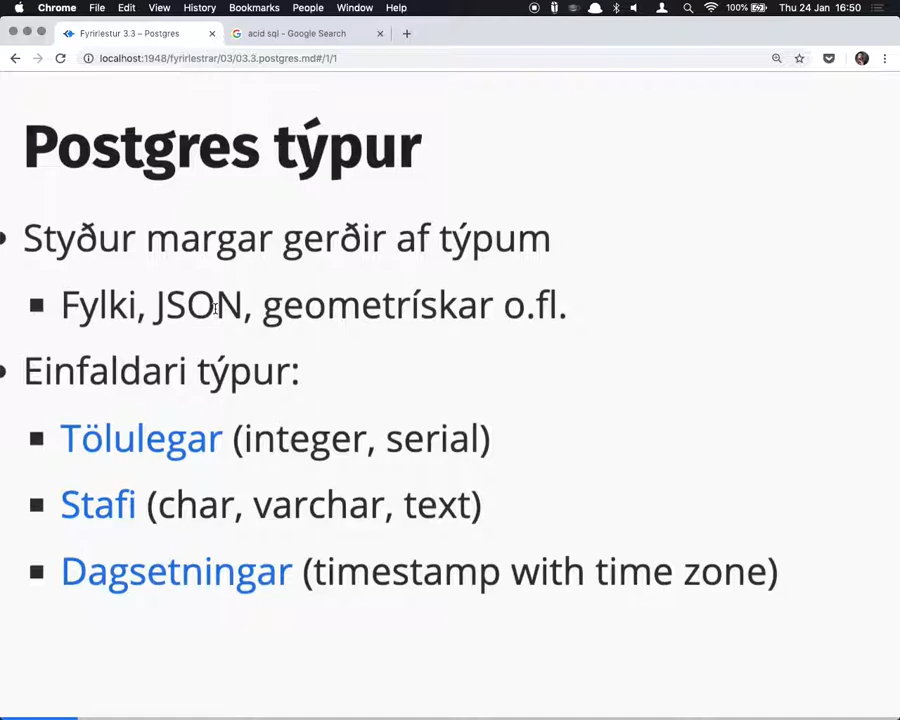 Chrome File Edit View History Bookmarks People Window Help 100% Thu 24 Jan 16:50
Fyrirlestur 3.3 – Postgres acid sql - Google Search
localhost:1948/fyrirlestrar/03/03.3.postgres.md#/1/1
Postgres týpur
Styður margar gerðir af týpum
Fylki, JSON, geometrískar o.fl.
Einfaldari týpur:
Tölulegar (integer, serial)
Stafi (char, varchar, text)
Dagsetningar (timestamp with time zone)